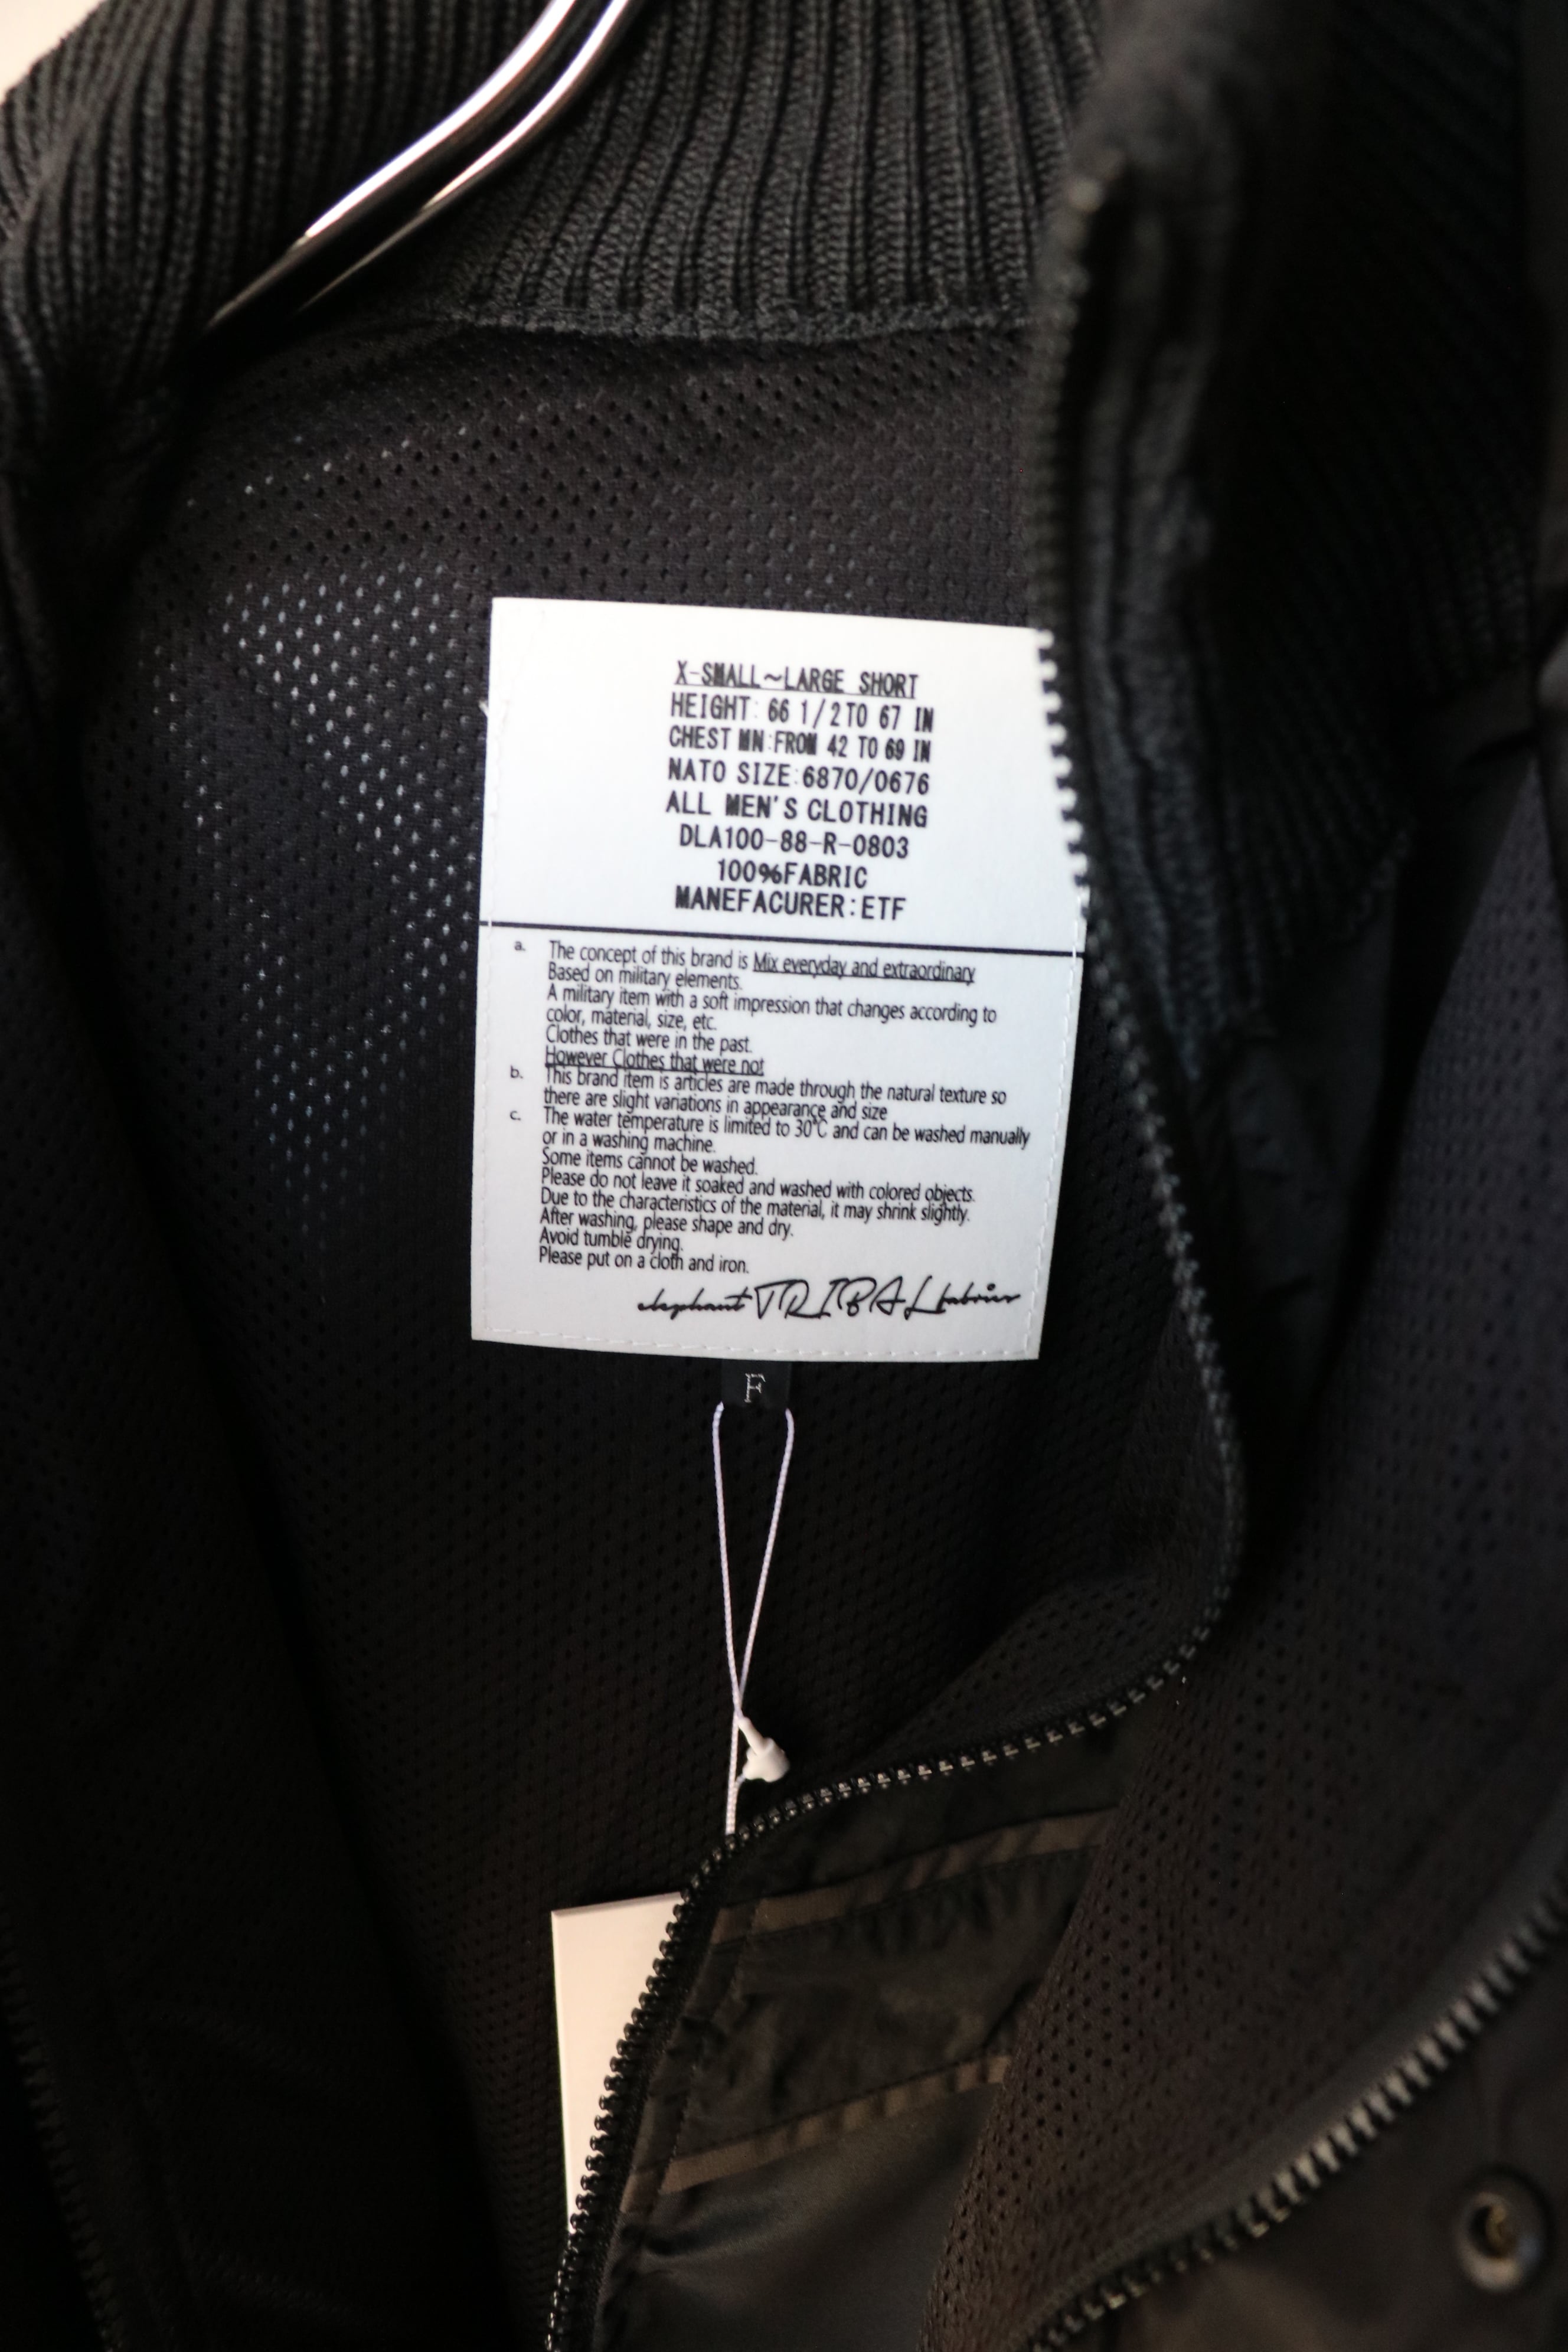 X-SMALL~LARGE SHORT
HEIGHT: 66 1/2 TO 67 IN
CHEST MN:FROM 42 TO 69 IN
NATO SIZE:6870/0676
ALL MEN'S CLOTHING
DLA100-88-R-0803
100%FABRIC
MANEFACURER:ETF
a. The concept of this brand is Mix everyday and extraordinary
Based on military elements.
A military item with a soft impression that changes according to
color, material, size, etc.
Clothes that were in the past.
However Clothes that were not
b. This brand item is articles are made through the natural texture so
there are slight variations in appearance and size
c. The water temperature is limited to 30℃ and can be washed manually
or in a washing machine.
Some items cannot be washed.
Please do not leave it soaked and washed with colored objects.
Due to the characteristics of the material, it may shrink slightly.
After washing, please shape and dry.
Avoid tumble drying.
Please put on a cloth and iron.
elephant TRIBAL fabrics
F